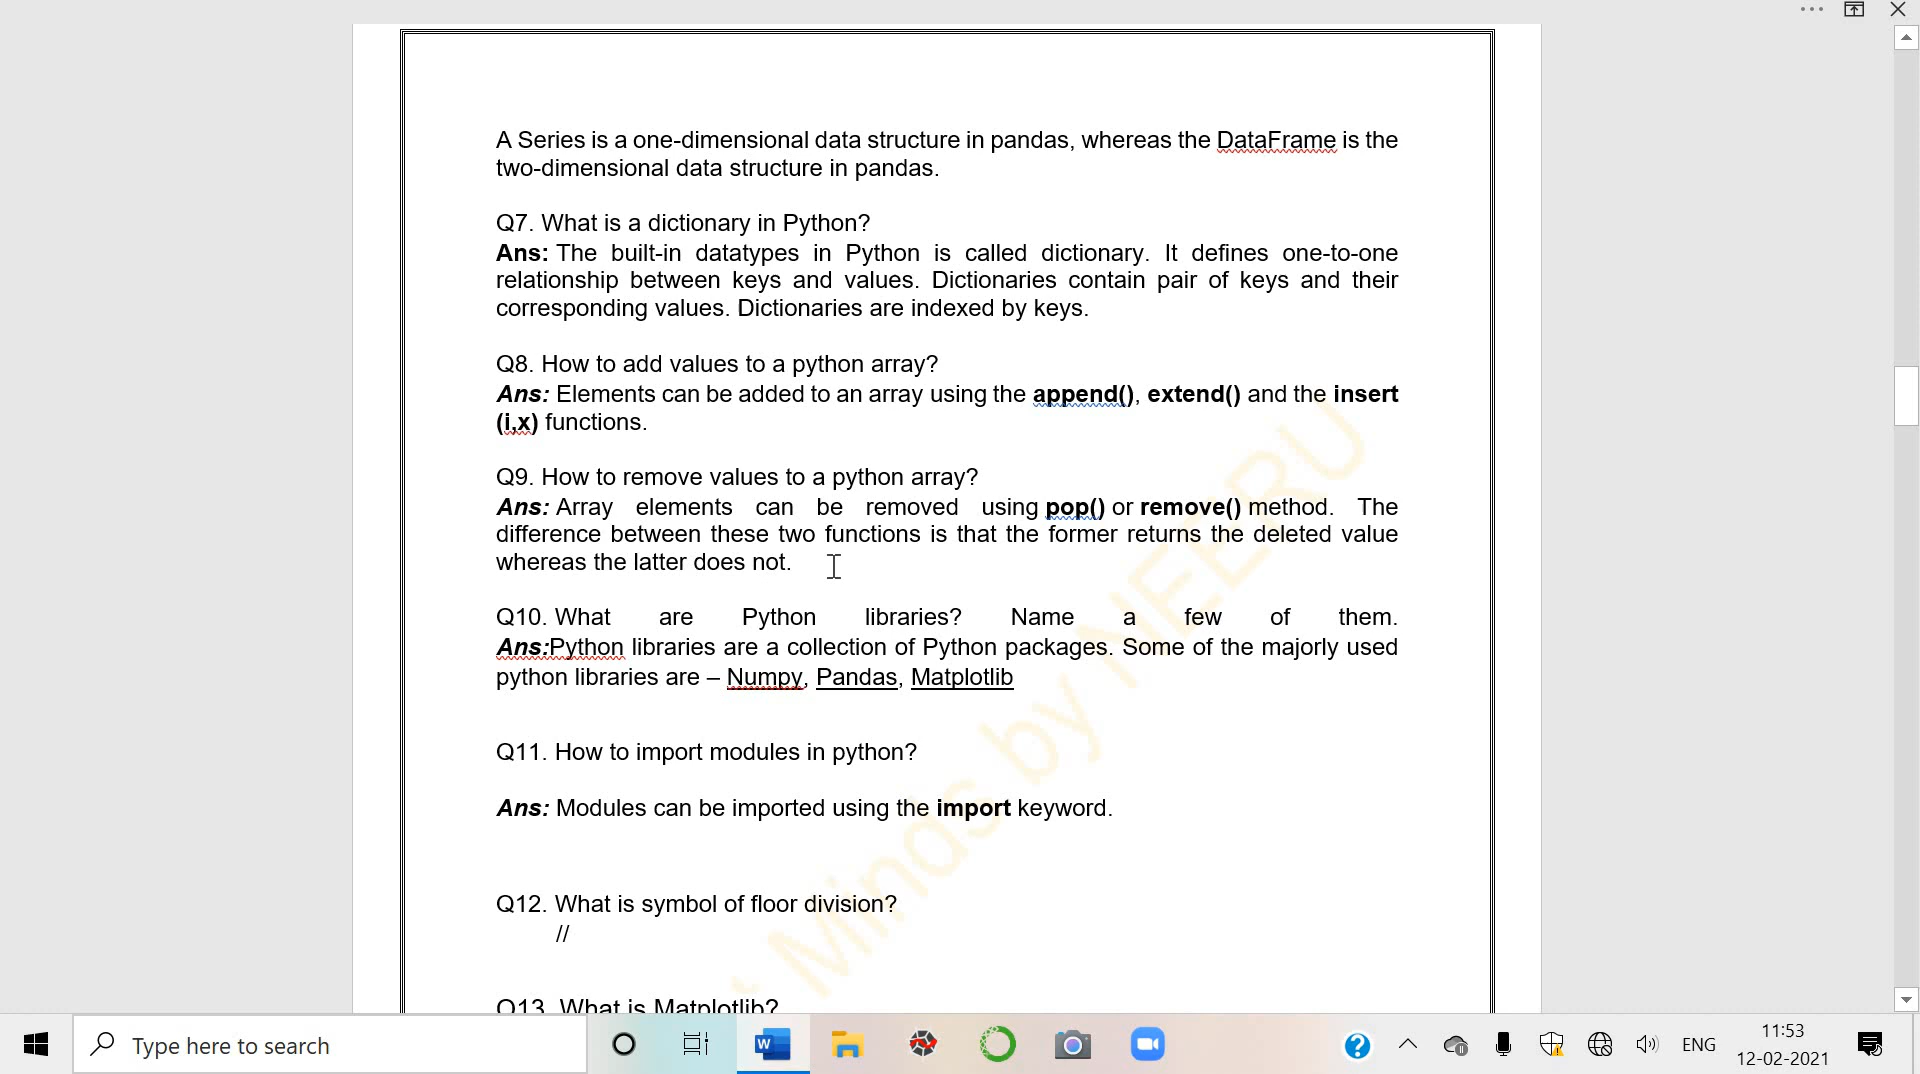 A Series is a one-dimensional data structure in pandas, whereas the DataFrame is the
two-dimensional data structure in pandas.
Q7. What is a dictionary in Python?
Ans: The built-in datatypes in Python is called dictionary. It defines one-to-one
relationship between keys and values. Dictionaries contain pair of keys and their
corresponding values. Dictionaries are indexed by keys.
Q8. How to add values to a python array?
Ans: Elements can be added to an array using the append(), extend() and the insert
(i,x) functions.
Q9. How to remove values to a python array?
Ans: Array elements can be removed using pop() or remove() method. The
difference between these two functions is that the former returns the deleted value
whereas the latter does not.
Q10. What are Python libraries? Name a few of them.
Ans:Python libraries are a collection of Python packages. Some of the majorly used
python libraries are – Numpy, Pandas, Matplotlib
Q11. How to import modules in python?
Ans: Modules can be imported using the import keyword.
Q12. What is symbol of floor division?
//
Q13. What is Matplotlib?
Minds by NEERU
Type here to search
ENG
11:53
12-02-2021